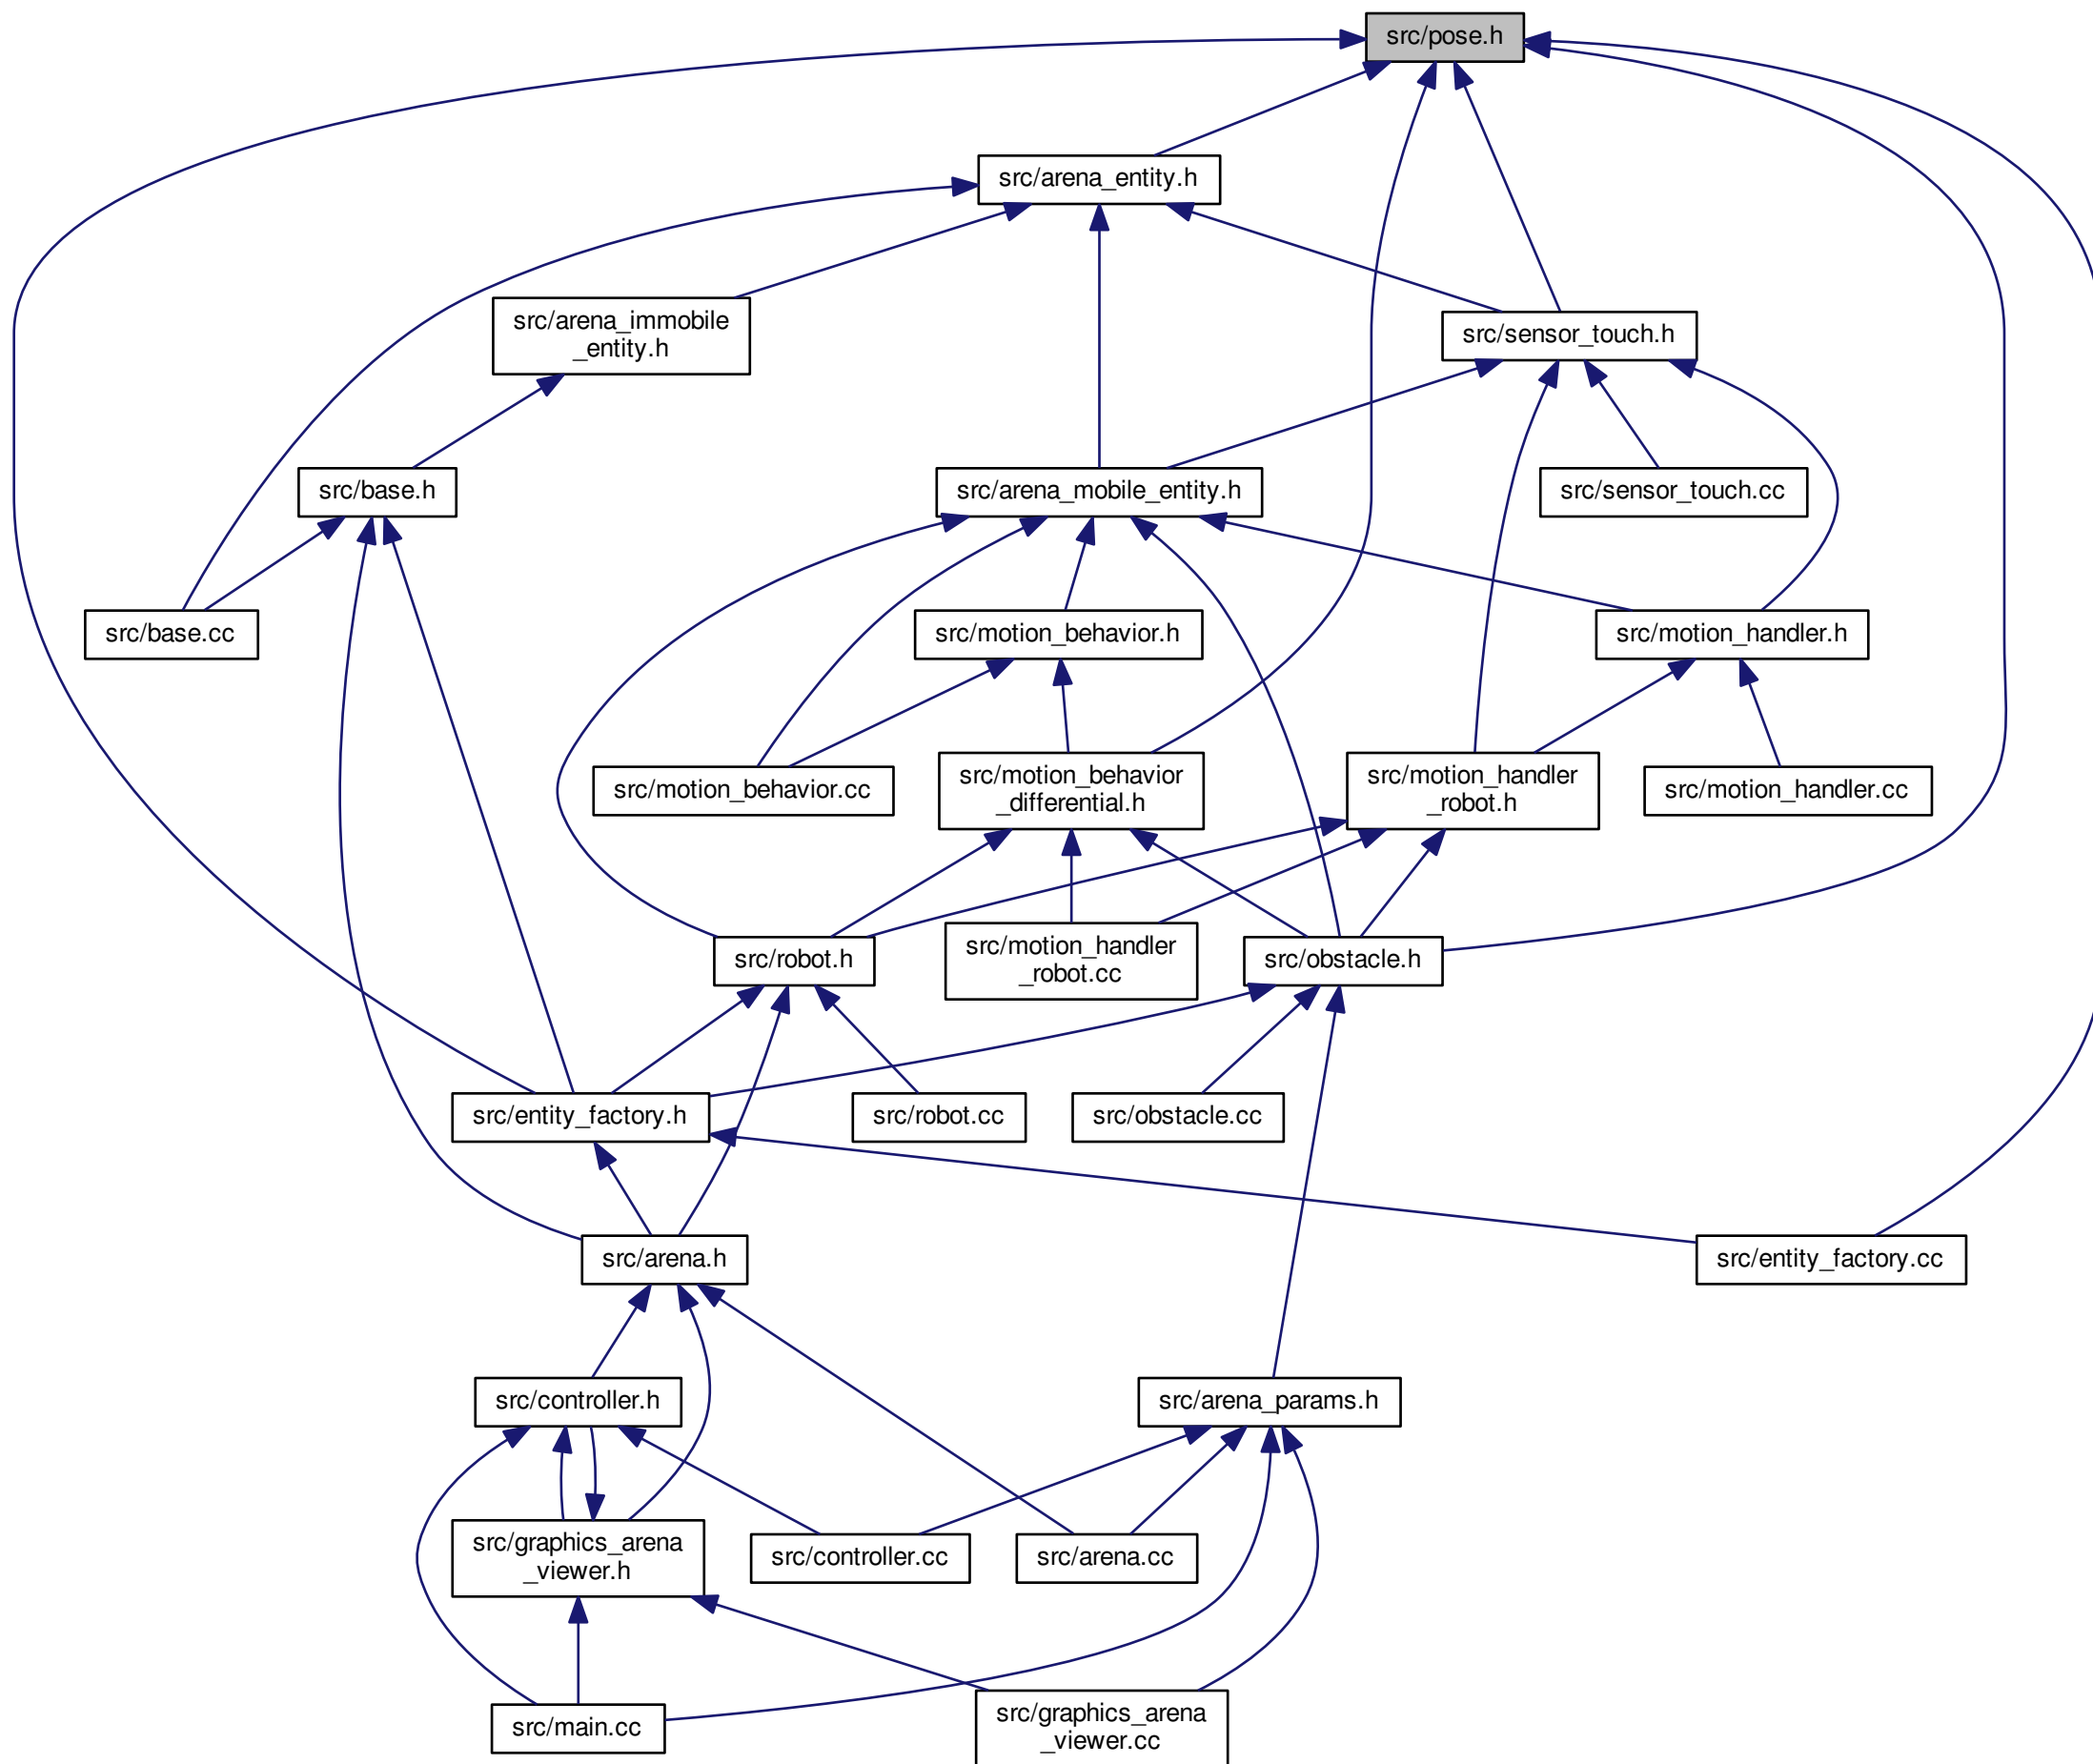 src/pose.h
src/arena_entity.h
src/arena_immobile
_entity.h
src/sensor_touch.h
src/base.h
src/arena_mobile_entity.h
src/sensor_touch.cc
src/base.cc
src/motion_behavior.h
src/motion_handler.h
src/motion_behavior.cc
src/motion_behavior
_differential.h
src/motion_handler
_robot.h
src/motion_handler.cc
src/robot.h
src/motion_handler
_robot.cc
src/obstacle.h
src/entity_factory.h
src/robot.cc
src/obstacle.cc
src/arena.h
src/entity_factory.cc
src/controller.h
src/arena_params.h
src/graphics_arena
_viewer.h
src/controller.cc
src/arena.cc
src/main.cc
src/graphics_arena
_viewer.cc